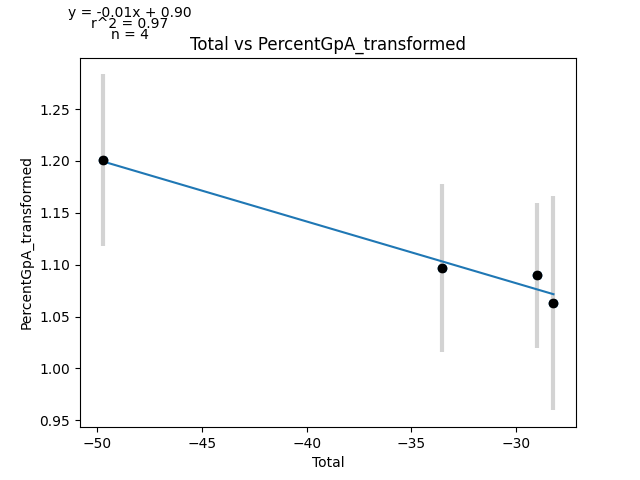 y = -0.01x + 0.90
r^2 = 0.97
n = 4
Total vs PercentGpA_transformed
PercentGpA_transformed
1.25
1.20
1.15
1.10
1.05
1.00
0.95
−50 −45 −40 −35 −30
Total